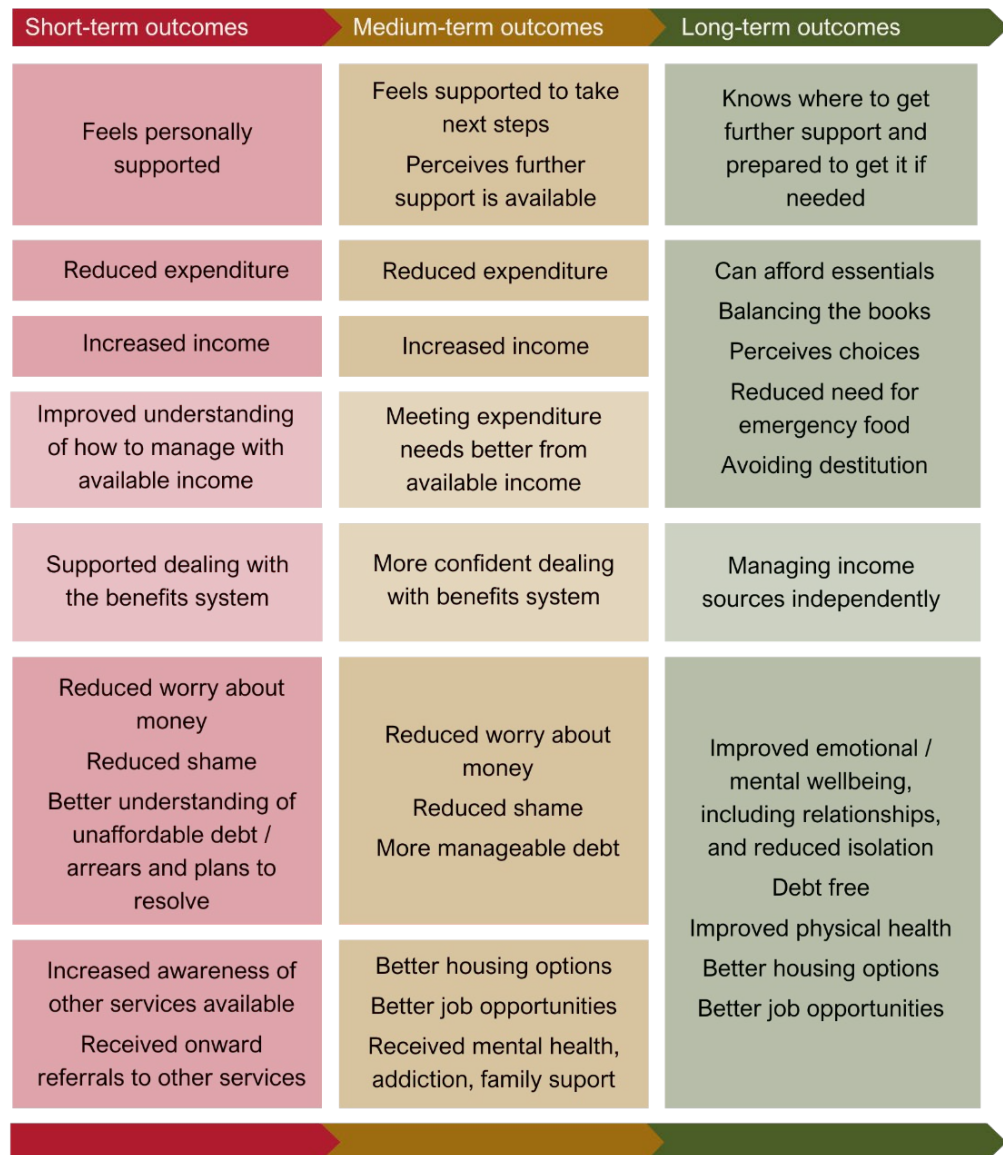 Short-term outcomes
Medium-term outcomes
Long-term outcomes
Feels personally
supported
Feels supported to take
next steps
Perceives further
support is available
Knows where to get
further support and
prepared to get it if
needed
Reduced expenditure
Reduced expenditure
Can afford essentials
Balancing the books
Perceives choices
Reduced need for
emergency food
Avoiding destitution
Increased income
Increased income
Improved understanding
of how to manage with
available income
Meeting expenditure
needs better from
available income
Supported dealing with
the benefits system
More confident dealing
with benefits system
Managing income
sources independently
Reduced worry about
money
Reduced shame
Better understanding of
unaffordable debt /
arrears and plans to
resolve
Reduced worry about
money
Reduced shame
More manageable debt
Improved emotional /
mental wellbeing,
including relationships,
and reduced isolation
Debt free
Improved physical health
Better housing options
Better job opportunities
Increased awareness of
other services available
Received onward
referrals to other services
Better housing options
Better job opportunities
Received mental health,
addiction, family suport